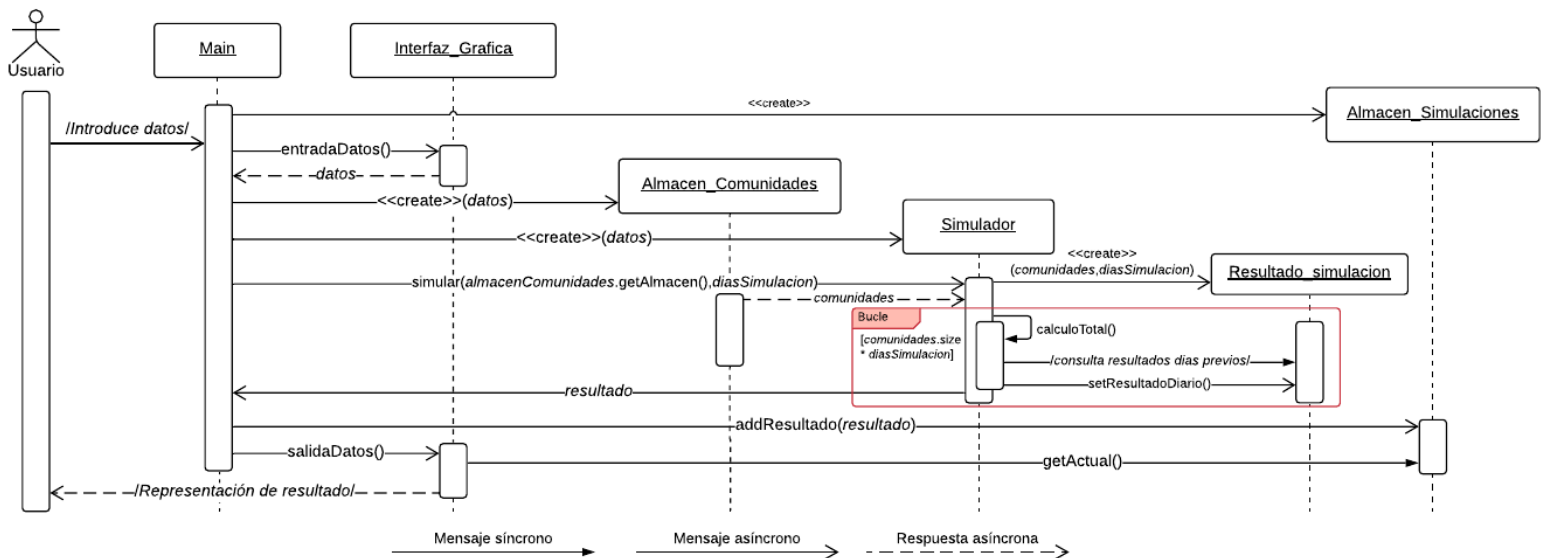 Usuario
Main
Interfaz_Grafica
<<create>>
Almacen_Simulaciones
/Introduce datos/
entradaDatos()
datos
Almacen_Comunidades
<<create>>(datos)
Simulador
<<create>>(datos)
<<create>>
(comunidades,diasSimulacion)
Resultado_simulacion
simular(almacenComunidades.getAlmacen(),diasSimulacion)
comunidades
Bucle
[comunidades.size
* diasSimulacion]
calculoTotal()
/consulta resultados dias previos/
setResultadoDiario()
resultado
addResultado(resultado)
salidaDatos()
getActual()
/Representación de resultado/
Mensaje síncrono
Mensaje asíncrono
Respuesta asíncrona